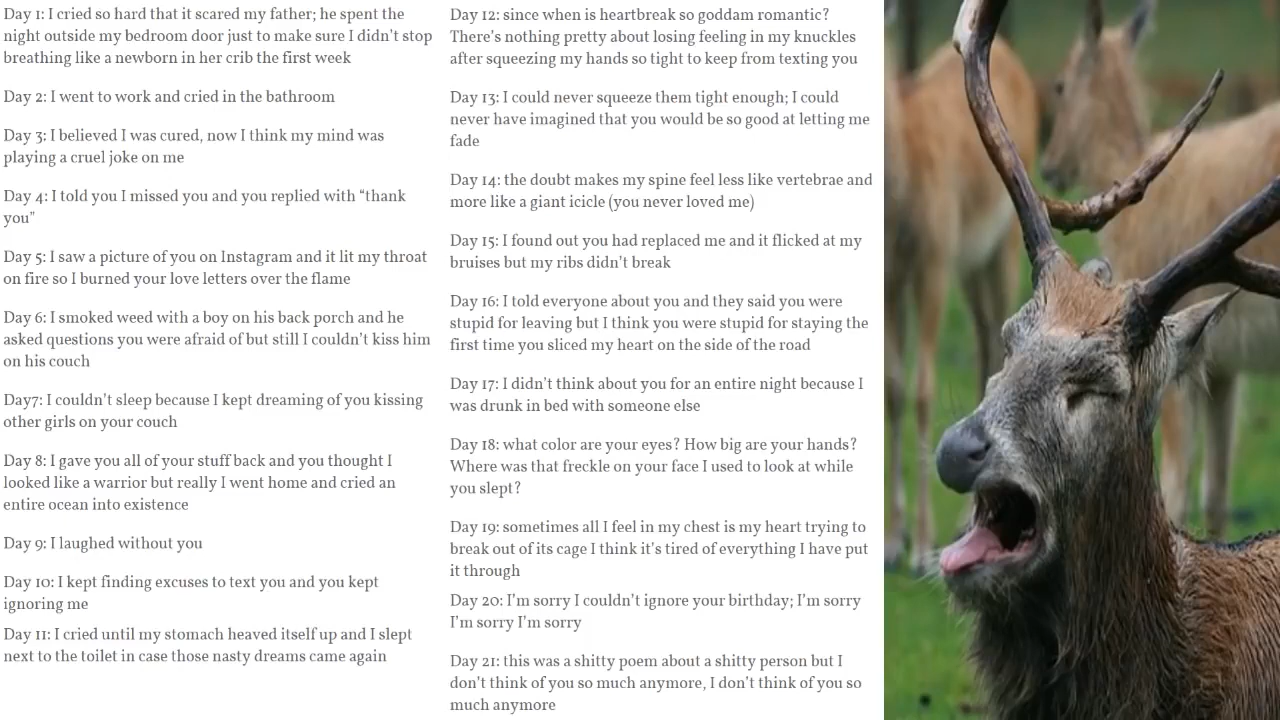 Day 1: I cried so hard that it scared my father; he spent the
night outside my bedroom door just to make sure I didn't stop
breathing like a newborn in her crib the first week
Day 2: I went to work and cried in the bathroom
Day 3: I believed I was cured, now I think my mind was
playing a cruel joke on me
Day 4: I told you I missed you and you replied with “thank
you”
Day 5: I saw a picture of you on Instagram and it lit my throat
on fire so I burned your love letters over the flame
Day 6: I smoked weed with a boy on his back porch and he
asked questions you were afraid of but still I couldn't kiss him
on his couch
Day7: I couldn't sleep because I kept dreaming of you kissing
other girls on your couch
Day 8: I gave you all of your stuff back and you thought I
looked like a warrior but really I went home and cried an
entire ocean into existence
Day 9: I laughed without you
Day 10: I kept finding excuses to text you and you kept
ignoring me
Day 11: I cried until my stomach heaved itself up and I slept
next to the toilet in case those nasty dreams came again
Day 12: since when is heartbreak so goddam romantic?
There's nothing pretty about losing feeling in my knuckles
after squeezing my hands so tight to keep from texting you
Day 13: I could never squeeze them tight enough; I could
never have imagined that you would be so good at letting me
fade
Day 14: the doubt makes my spine feel less like vertebrae and
more like a giant icicle (you never loved me)
Day 15: I found out you had replaced me and it flicked at my
bruises but my ribs didn't break
Day 16: I told everyone about you and they said you were
stupid for leaving but I think you were stupid for staying the
first time you sliced my heart on the side of the road
Day 17: I didn't think about you for an entire night because I
was drunk in bed with someone else
Day 18: what color are your eyes? How big are your hands?
Where was that freckle on your face I used to look at while
you slept?
Day 19: sometimes all I feel in my chest is my heart trying to
break out of its cage I think it's tired of everything I have put
it through
Day 20: I'm sorry I couldn't ignore your birthday; I'm sorry
I'm sorry I'm sorry
Day 21: this was a shitty poem about a shitty person but I
don't think of you so much anymore, I don't think of you so
much anymore